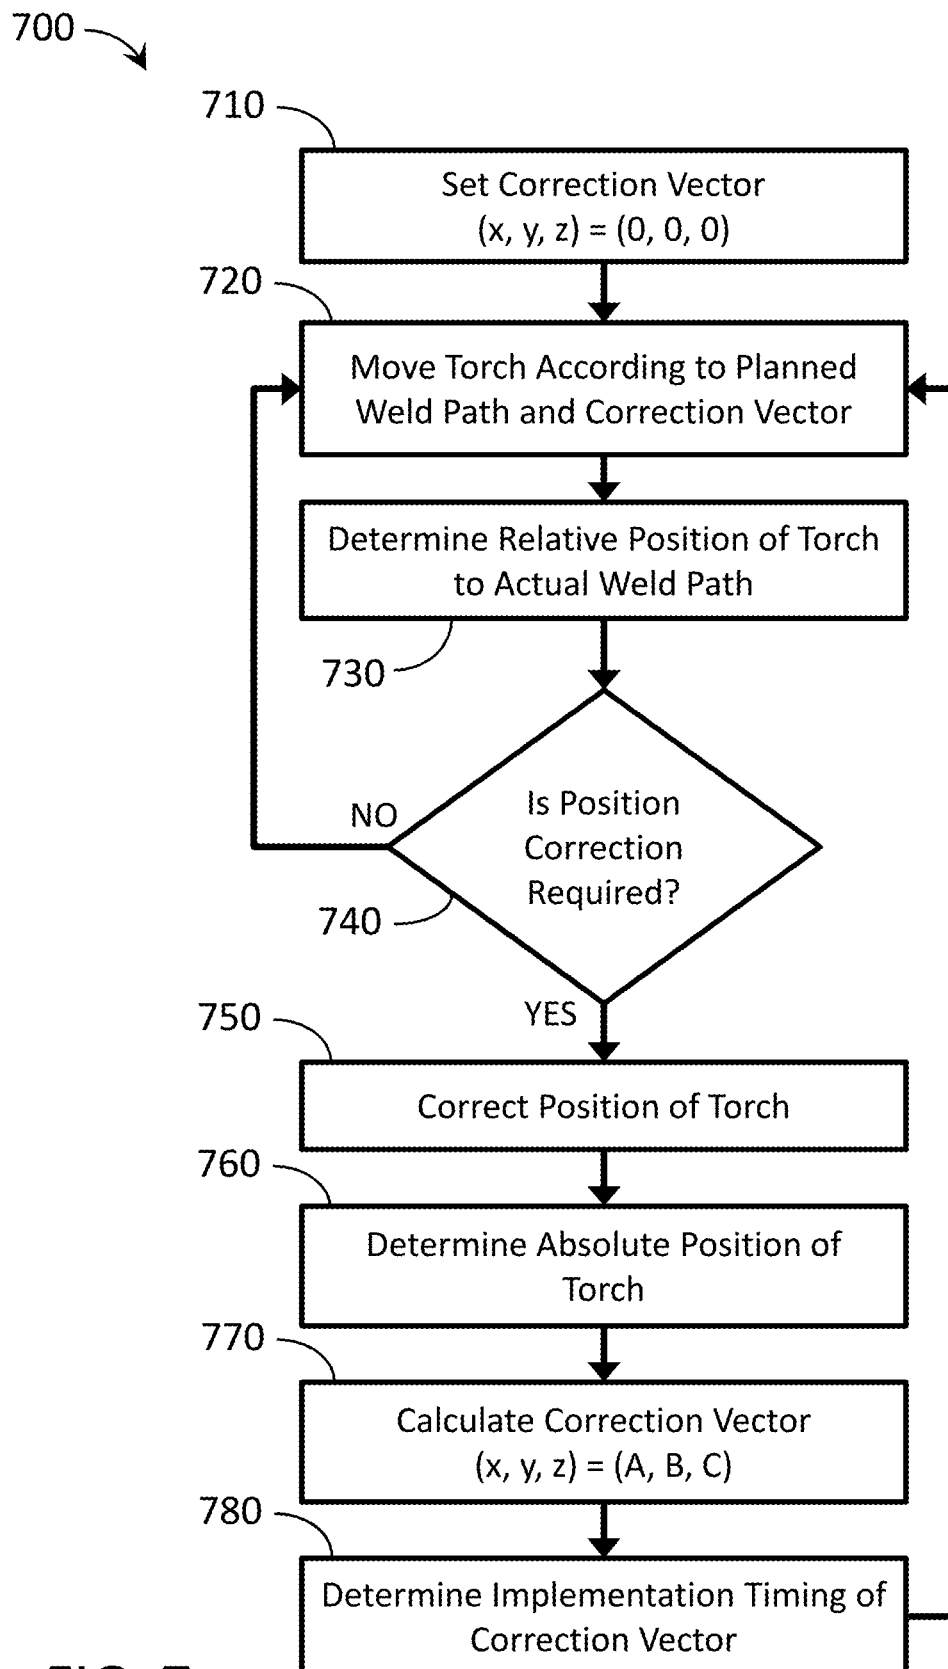 700
710
Set Correction Vector
(x, y, z) = (0, 0, 0)
720
Move Torch According to Planned
Weld Path and Correction Vector
Determine Relative Position of Torch
to Actual Weld Path
730
Is Position
Correction
Required?
NO
740
YES
750
Correct Position of Torch
760
Determine Absolute Position of
Torch
770
Calculate Correction Vector
(x, y, z) = (A, B, C)
780
Determine Implementation Timing of
Correction Vector